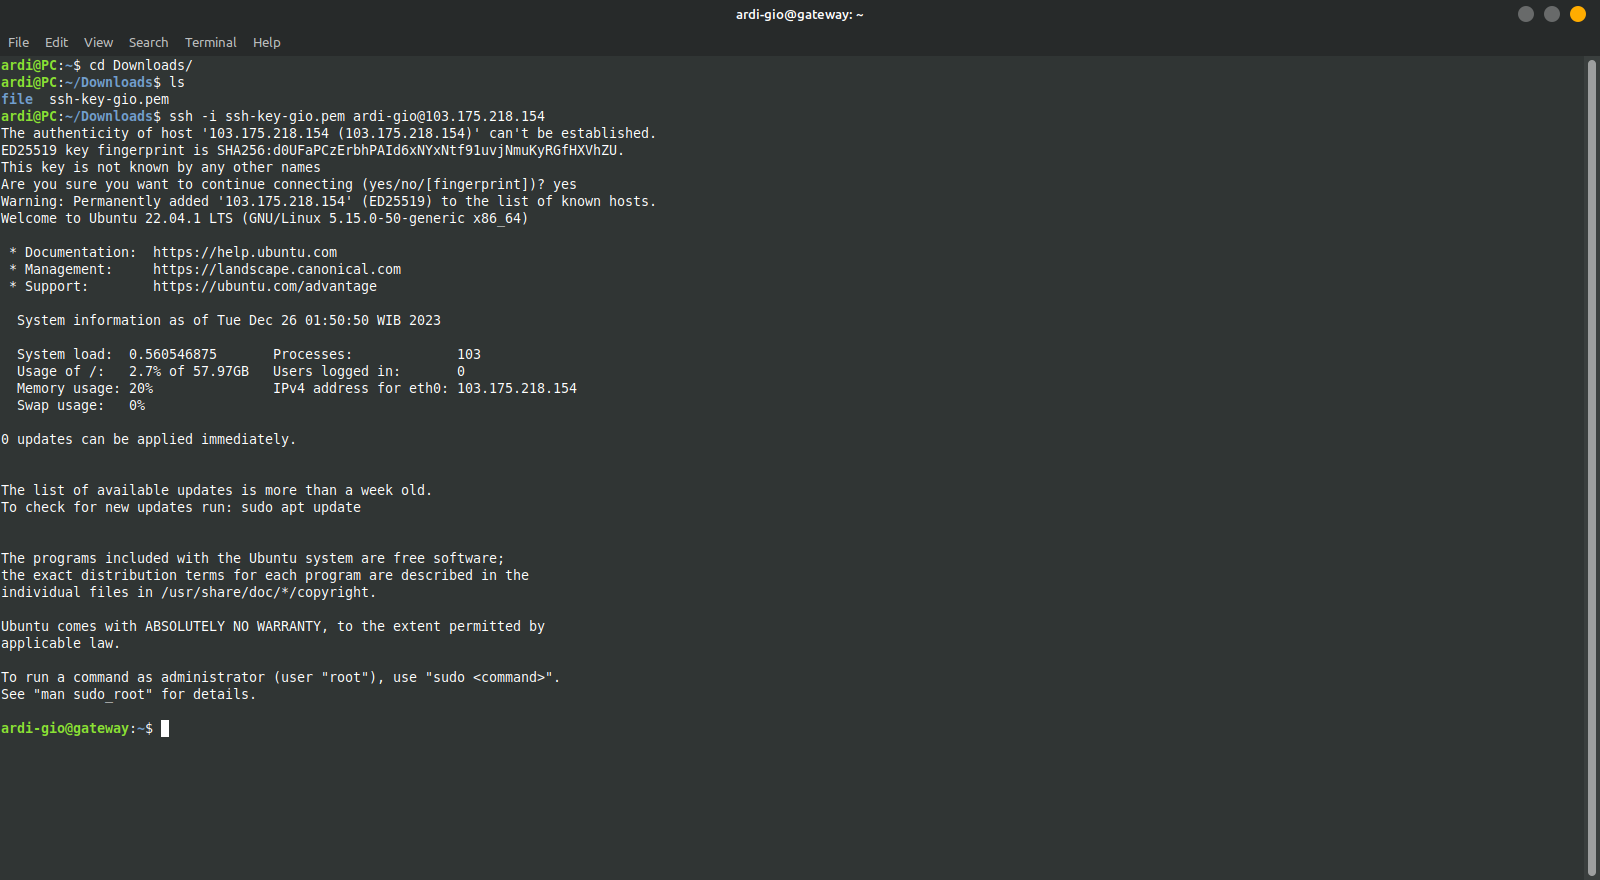 ardi-gio@gateway: ~
File Edit View Search Terminal Help
ardi@PC:~$ cd Downloads/
ardi@PC:~/Downloads$ ls
file  ssh-key-gio.pem
ardi@PC:~/Downloads$ ssh -i ssh-key-gio.pem ardi-gio@103.175.218.154
The authenticity of host '103.175.218.154 (103.175.218.154)' can't be established.
ED25519 key fingerprint is SHA256:d0UFaPCzErbhPAId6xNYxNtf91uvjNmuKyRGfHXVhZU.
This key is not known by any other names
Are you sure you want to continue connecting (yes/no/[fingerprint])? yes
Warning: Permanently added '103.175.218.154' (ED25519) to the list of known hosts.
Welcome to Ubuntu 22.04.1 LTS (GNU/Linux 5.15.0-50-generic x86_64)
 * Documentation:  https://help.ubuntu.com
 * Management:     https://landscape.canonical.com
 * Support:        https://ubuntu.com/advantage
  System information as of Tue Dec 26 01:50:50 WIB 2023
  System load:  0.560546875       Processes:             103
  Usage of /:   2.7% of 57.97GB   Users logged in:       0
  Memory usage: 20%               IPv4 address for eth0: 103.175.218.154
  Swap usage:   0%
0 updates can be applied immediately.
The list of available updates is more than a week old.
To check for new updates run: sudo apt update
The programs included with the Ubuntu system are free software;
the exact distribution terms for each program are described in the
individual files in /usr/share/doc/*/copyright.
Ubuntu comes with ABSOLUTELY NO WARRANTY, to the extent permitted by
applicable law.
To run a command as administrator (user "root"), use "sudo <command>".
See "man sudo_root" for details.
ardi-gio@gateway:~$